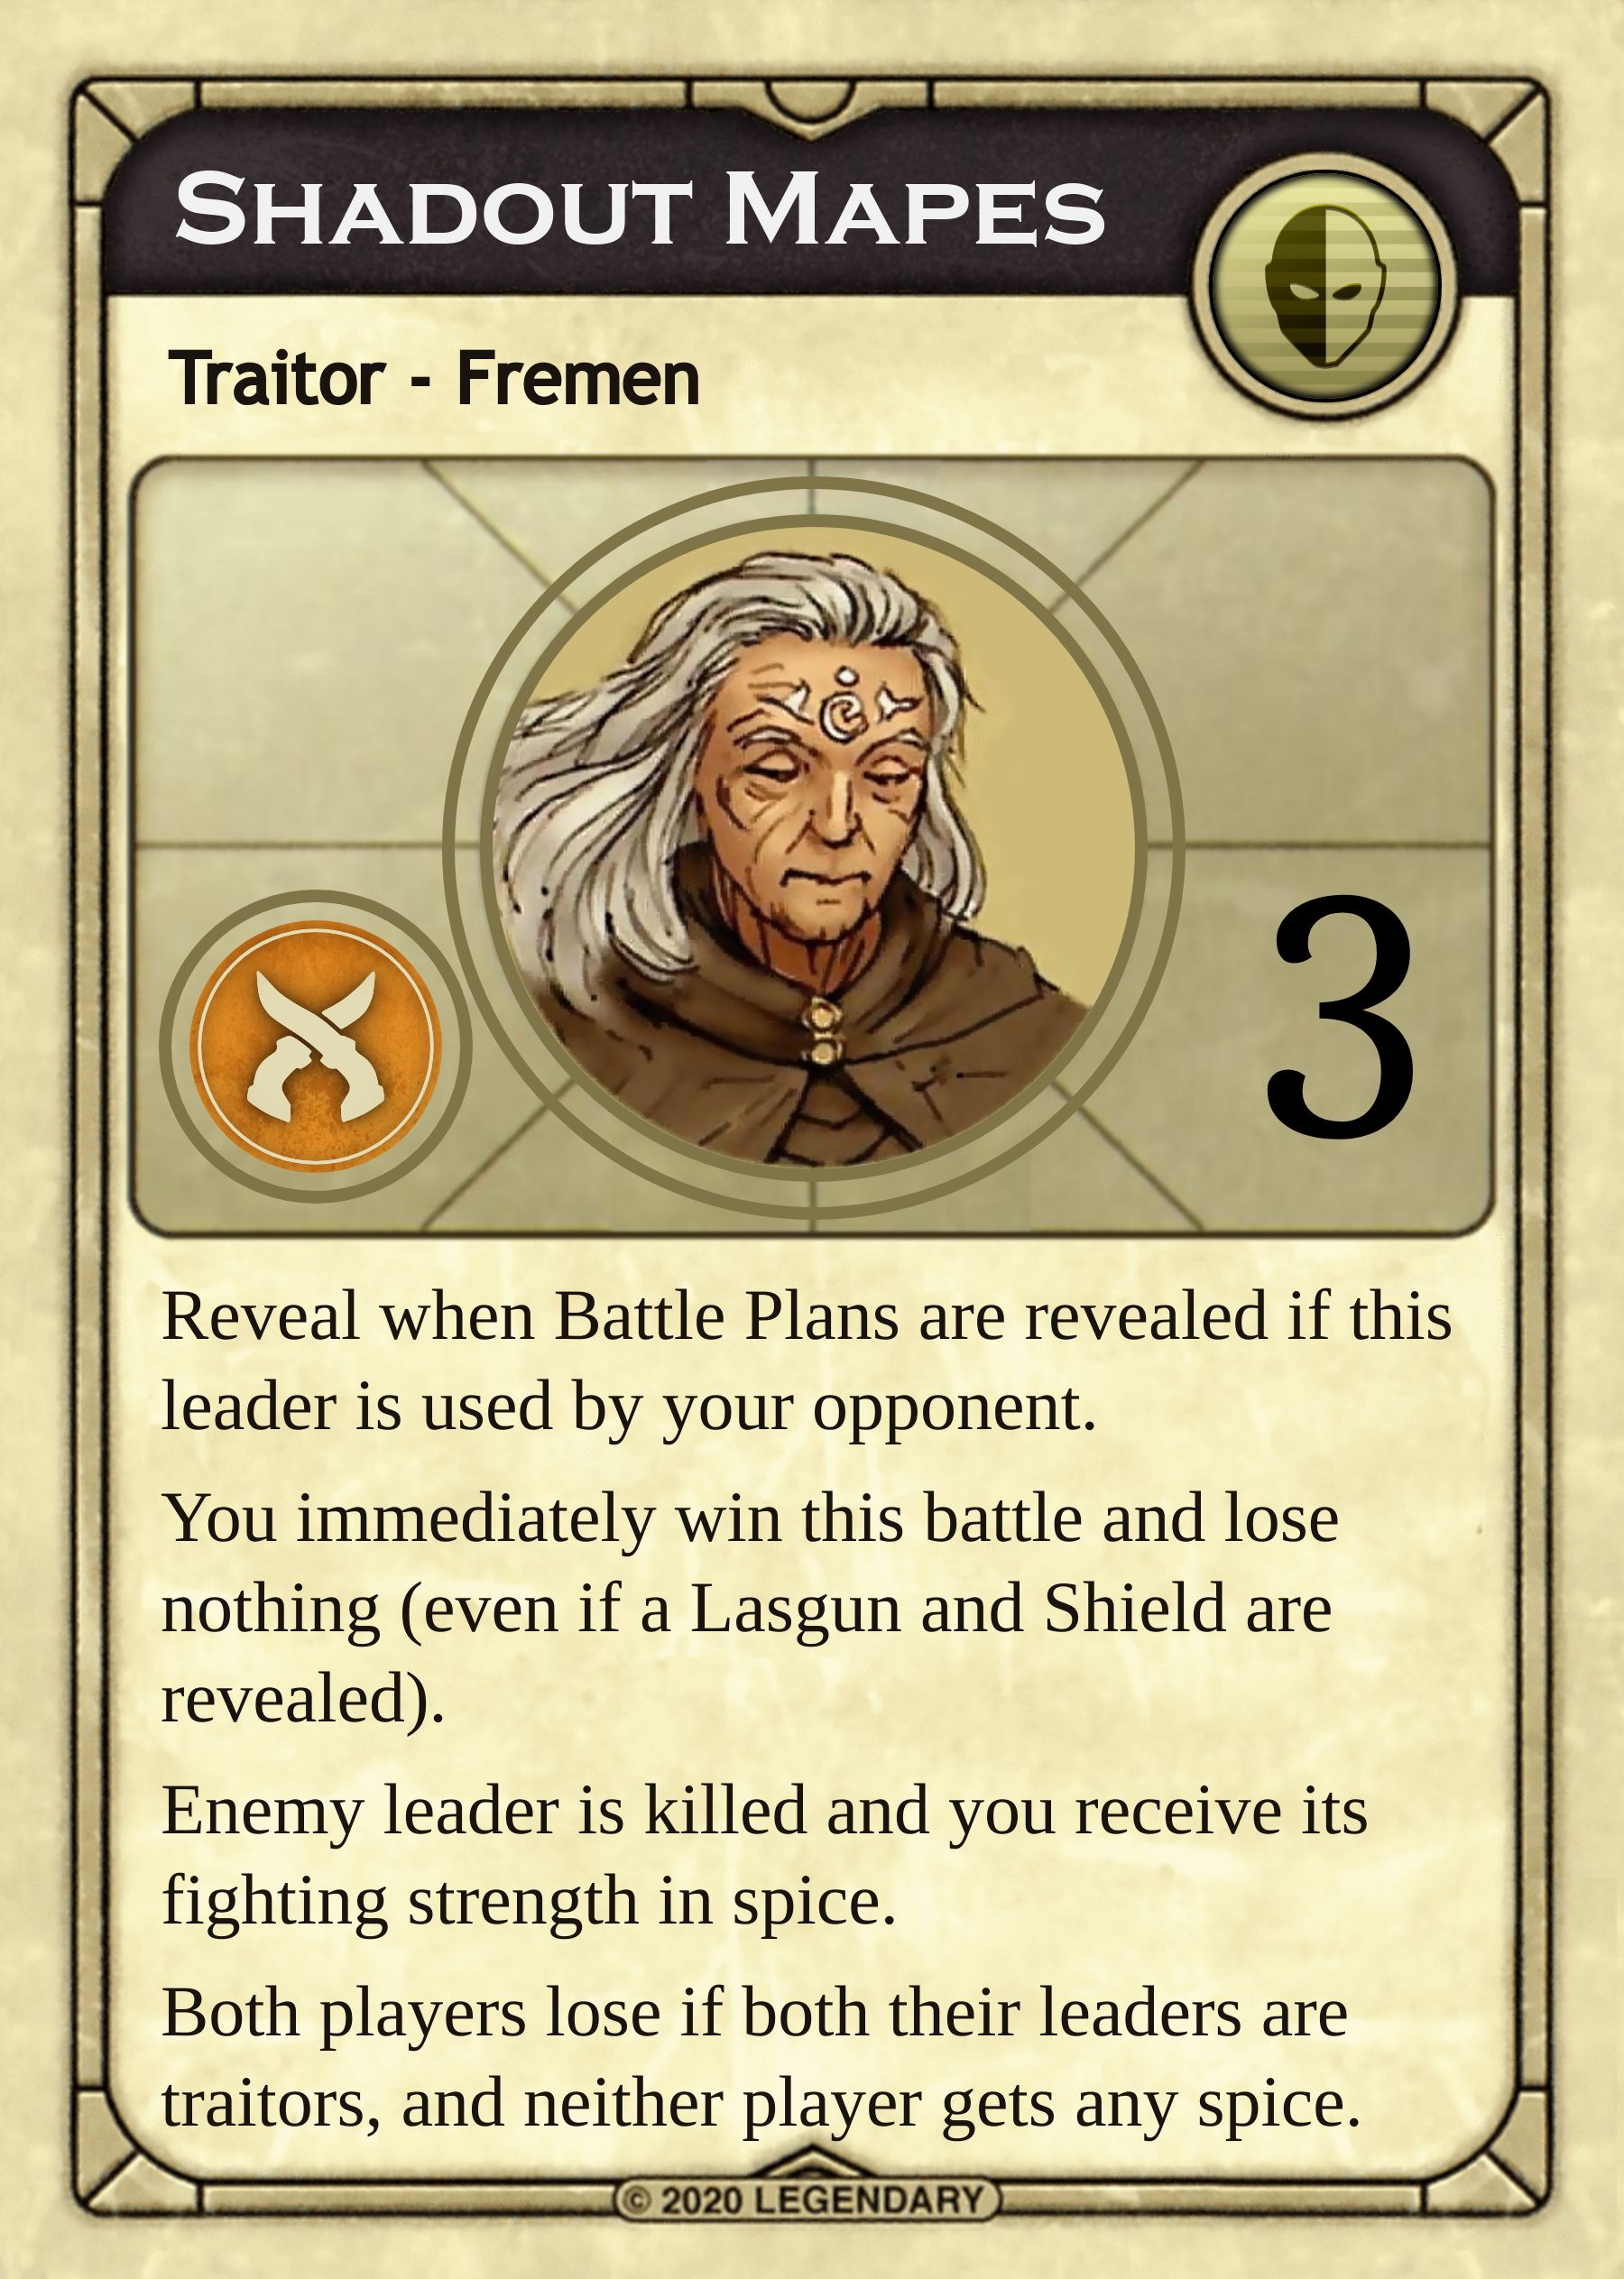 SHADOUT MAPES
Traitor - Fremen
3
Reveal when Battle Plans are revealed if this
leader is used by your opponent.
You immediately win this battle and lose
nothing (even if a Lasgun and Shield are
revealed).
Enemy leader is killed and you receive its
fighting strength in spice.
Both players lose if both their leaders are
traitors, and neither player gets any spice.
© 2020 LEGENDARY